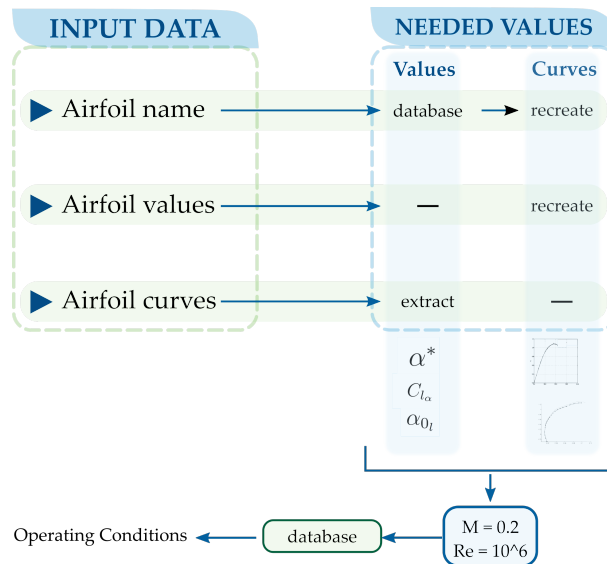 INPUT DATA
NEEDED VALUES
Values
Curves
Airfoil name
database
recreate
Airfoil values
—
recreate
Airfoil curves
extract
—
α*
C_{l_α}
α_{0_l}
M = 0.2
Re = 10^6
database
Operating Conditions